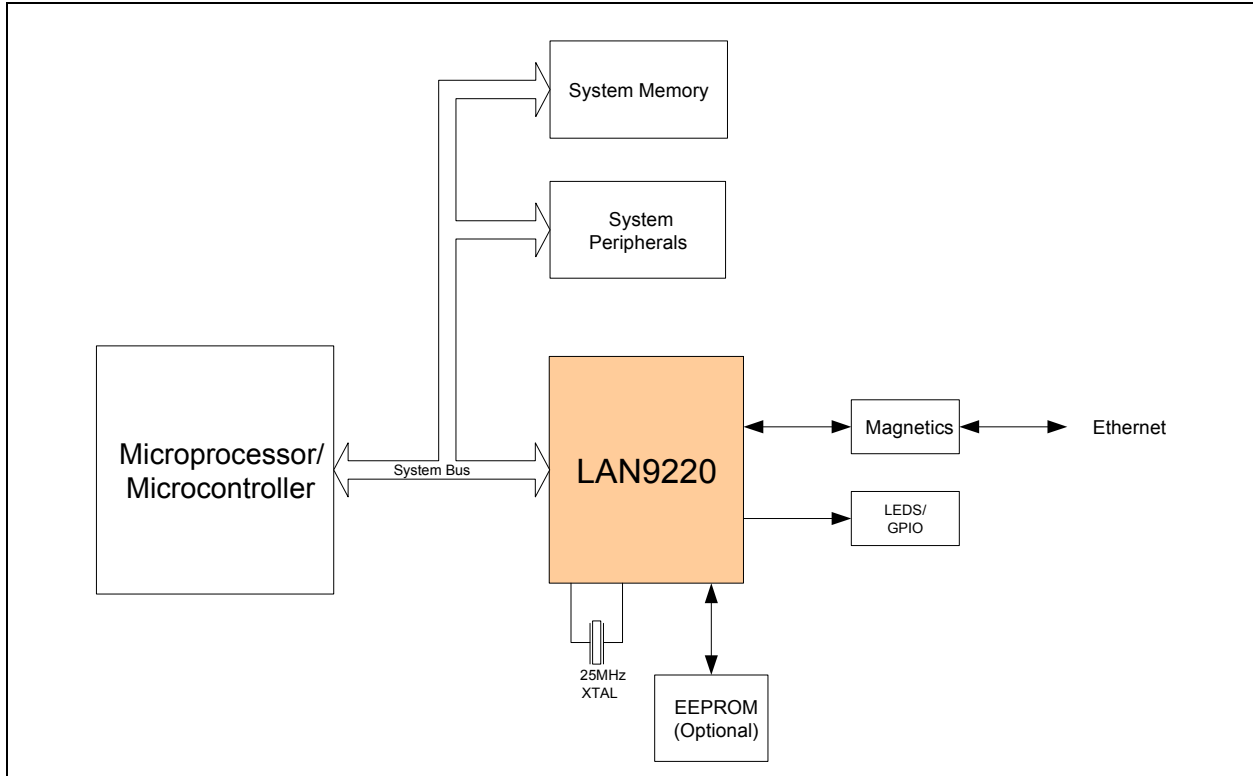 System Memory
System
Peripherals
Microprocessor/
Microcontroller
System Bus
LAN9220
Magnetics
Ethernet
LEDS/
GPIO
25MHz
XTAL
EEPROM
(Optional)